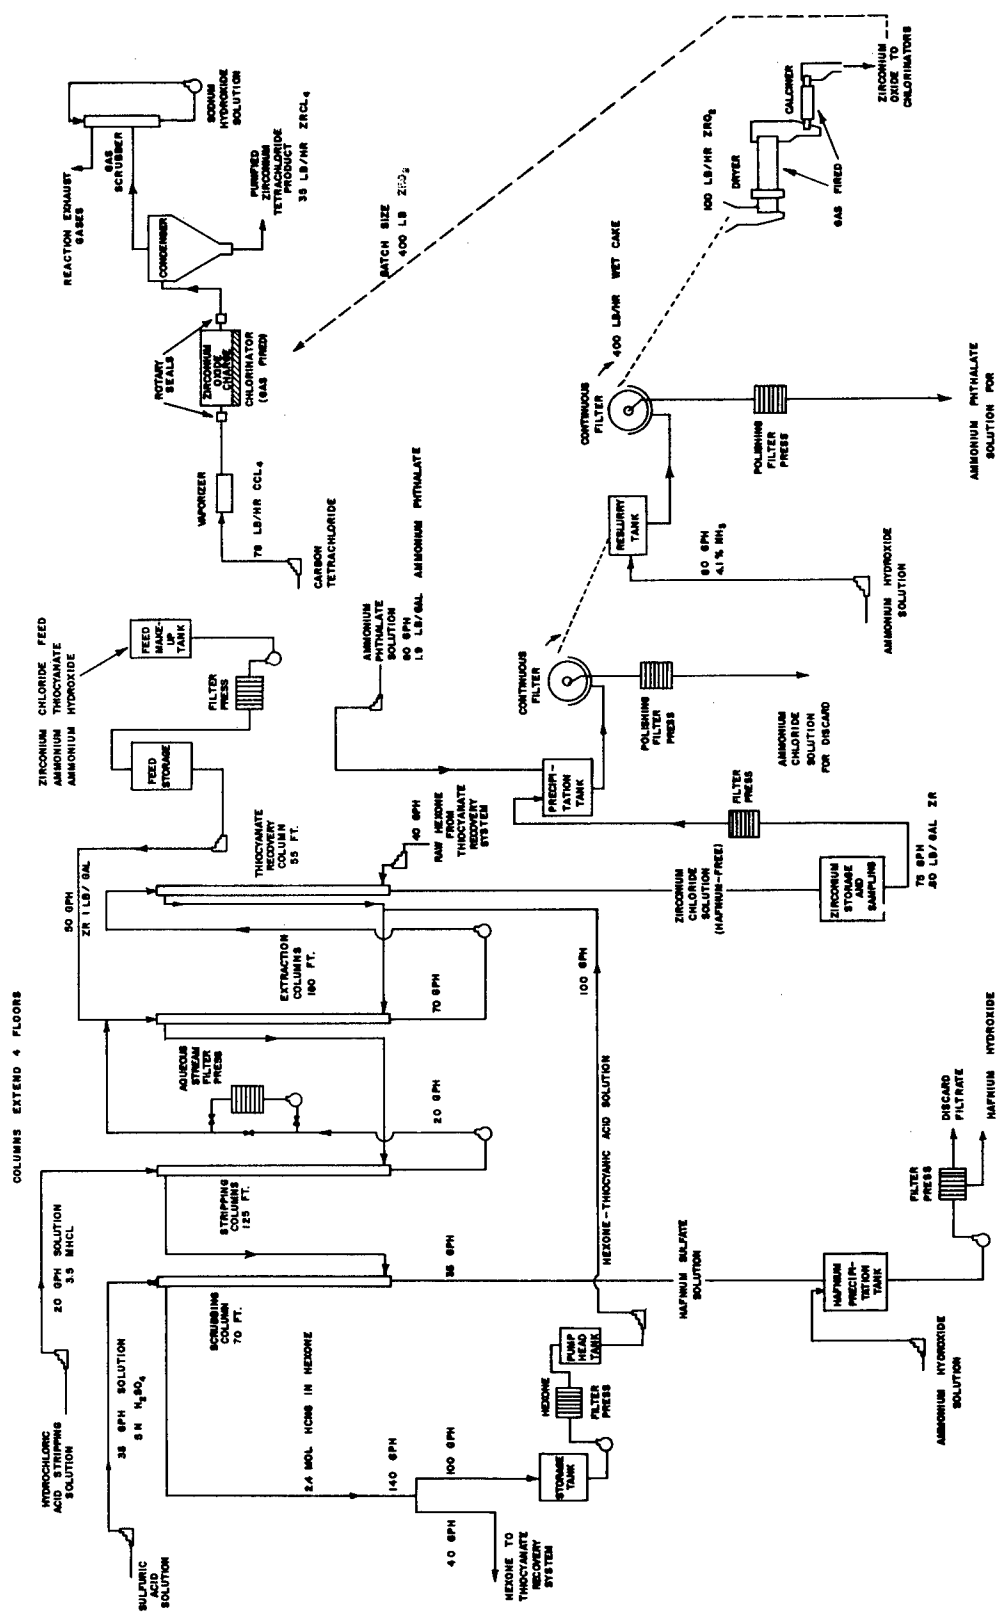 COLUMNS EXTEND 4 FLOORS
HYDROCHLORIC
ACID STRIPPING
SOLUTION
20 GPH SOLUTION
3.5 MHCL
SULFURIC
ACID
SOLUTION
35 GPH SOLUTION
5 N H2SO4
SCRUBBING
COLUMN
70 FT.
STRIPPING
COLUMNS
125 FT.
AQUEOUS
STREAM
FILTER
PRESS
EXTRACTION
COLUMNS
180 FT.
THIOCYANATE
RECOVERY
COLUMN
55 FT.
50 GPH
ZR 1 LB/ GAL
ZIRCONIUM CHLORIDE FEED
AMMONIUM THIOCYANATE
AMMONIUM HYDROXIDE
FEED
STORAGE
FILTER
PRESS
FEED
MAKE-
UP
TANK
2.4 MOL HCNS IN HEXONE
140 GPH
40 GPH
100 GPH
HEXONE TO
THIOCYANATE
RECOVERY
SYSTEM
STORAGE
TANK
HEXONE
FILTER
PRESS
PUMP
HEAD
TANK
35 GPH
20 GPH
70 GPH
HEXONE-THIOCYANIC ACID SOLUTION
100 GPH
40 GPH
RAW HEXONE
FROM
THIOCYANATE
RECOVERY
SYSTEM
HAFNIUM SULFATE
SOLUTION
AMMONIUM HYDROXIDE
SOLUTION
HAFNIUM
PRECIPI-
TATION
TANK
FILTER
PRESS
DISCARD
FILTRATE
HAFNIUM HYDROXIDE
ZIRCONIUM
CHLORIDE
SOLUTION
(HAFNIUM-FREE)
ZIRCONIUM
STORAGE
AND
SAMPLING
75 GPH
.80 LB/GAL ZR
FILTER
PRESS
AMMONIUM
PHTHALATE
SOLUTION
80 GPH
1.9 LB/GAL AMMONIUM PHTHALATE
PRECIPI-
TATION
TANK
CONTINUOUS
FILTER
POLISHING
FILTER
PRESS
AMMONIUM
CHLORIDE
SOLUTION
FOR DISCARD
RESLURRY
TANK
80 GPH
4.1 % NH3
AMMONIUM HYDROXIDE
SOLUTION
CONTINUOUS
FILTER
400 LB/HR WET CAKE
POLISHING
FILTER
PRESS
AMMONIUM PHTHALATE
SOLUTION FOR
100 LB/HR ZRO2
DRYER
CALCINER
GAS FIRED
ZIRCONIUM
OXIDE TO
CHLORINATORS
BATCH SIZE
400 LB ZRO2
CARBON
TETRACHLORIDE
78 LB/HR CCL4
VAPORIZER
ROTARY
SEALS
ZIRCONIUM
OXIDE
CHARGE
CHLORINATOR
(GAS FIRED)
CONDENSER
PURIFIED
ZIRCONIUM
TETRACHLORIDE
PRODUCT
35 LB/HR ZRCL4
REACTION EXHAUST
GASES
GAS
SCRUBBER
SODIUM
HYDROXIDE
SOLUTION